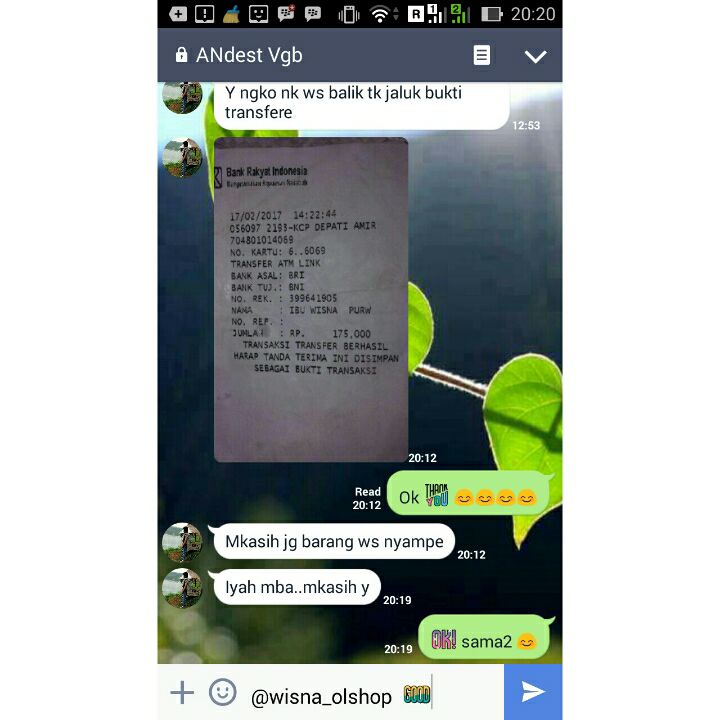 R 1 2 20:20
ANdest Vgb
Y ngko nk ws balik tk jaluk bukti
transfere
12:53
Bank Rakyat Indonesia
17/02/2017 14:22:44
056097 2193-KCP DEPATI AMIR
704801014069
NO. KARTU: 6..6069
TRANSFER ATM LINK
BANK ASAL: BRI
BANK TUJ.: BNI
NO. REK. : 399641905
NAMA : IBU WISNA PURW
NO. REF. :
JUMLAH : RP. 175,000
TRANSAKSI TRANSFER BERHASIL
HARAP TANDA TERIMA INI DISIMPAN
SEBAGAI BUKTI TRANSAKSI
20:12
Ok THANK YOU
Read
20:12
Mkasih jg barang ws nyampe
20:12
Iyah mba..mkasih y
20:19
OK! sama2
20:19
@wisna_olshop GOOD